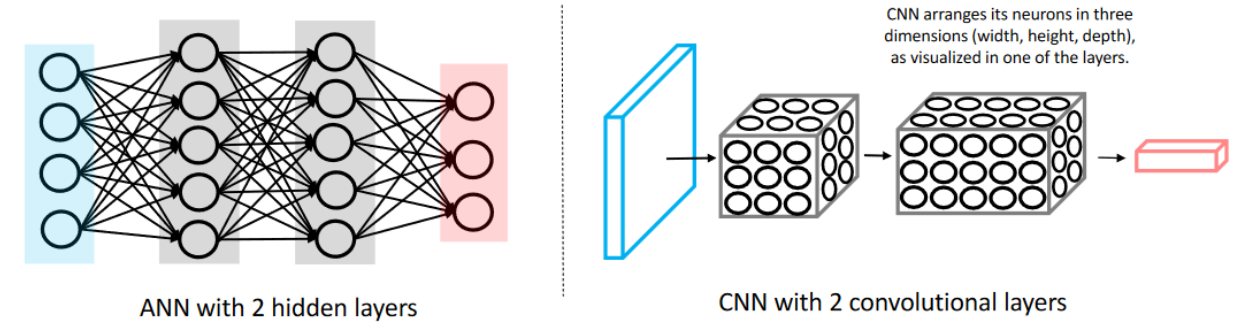 CNN arranges its neurons in three
dimensions (width, height, depth),
as visualized in one of the layers.
ANN with 2 hidden layers
CNN with 2 convolutional layers